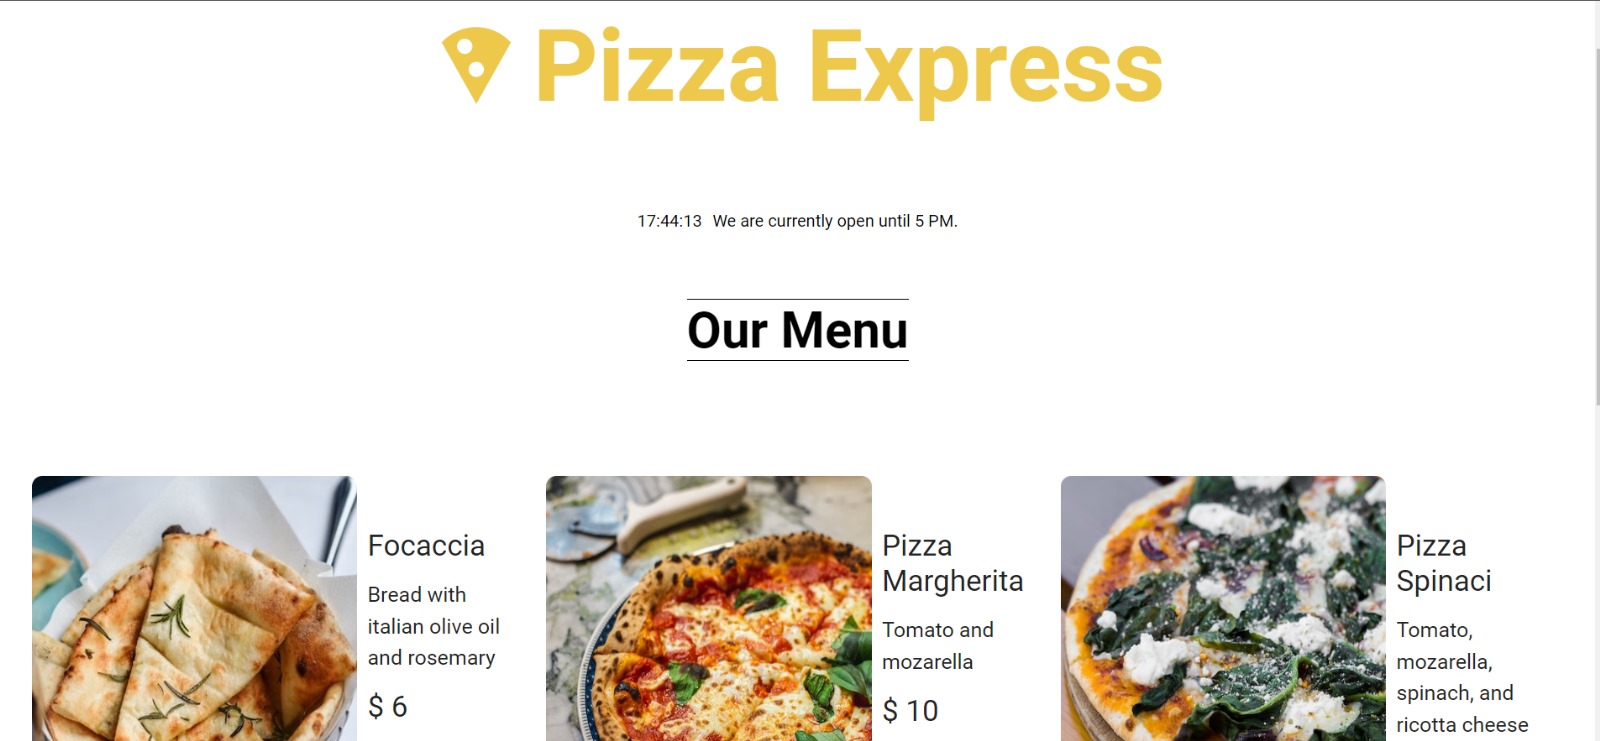 Pizza Express
17:44:13 We are currently open until 5 PM.
Our Menu
Focaccia
Bread with
italian olive oil
and rosemary
$ 6
Pizza
Margherita
Tomato and
mozarella
$ 10
Pizza
Spinaci
Tomato,
mozarella,
spinach, and
ricotta cheese